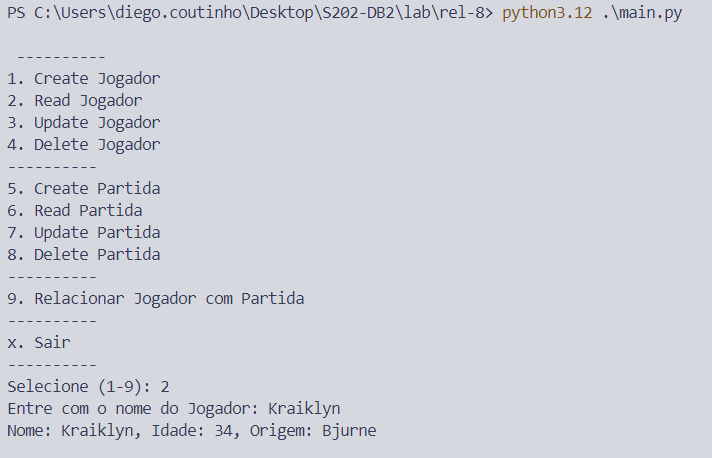 PS C:\Users\diego.coutinho\Desktop\S202-DB2\lab\rel-8> python3.12 .\main.py
----------
1. Create Jogador
2. Read Jogador
3. Update Jogador
4. Delete Jogador
----------
5. Create Partida
6. Read Partida
7. Update Partida
8. Delete Partida
----------
9. Relacionar Jogador com Partida
----------
x. Sair
----------
Selecione (1-9): 2
Entre com o nome do Jogador: Kraiklyn
Nome: Kraiklyn, Idade: 34, Origem: Bjurne